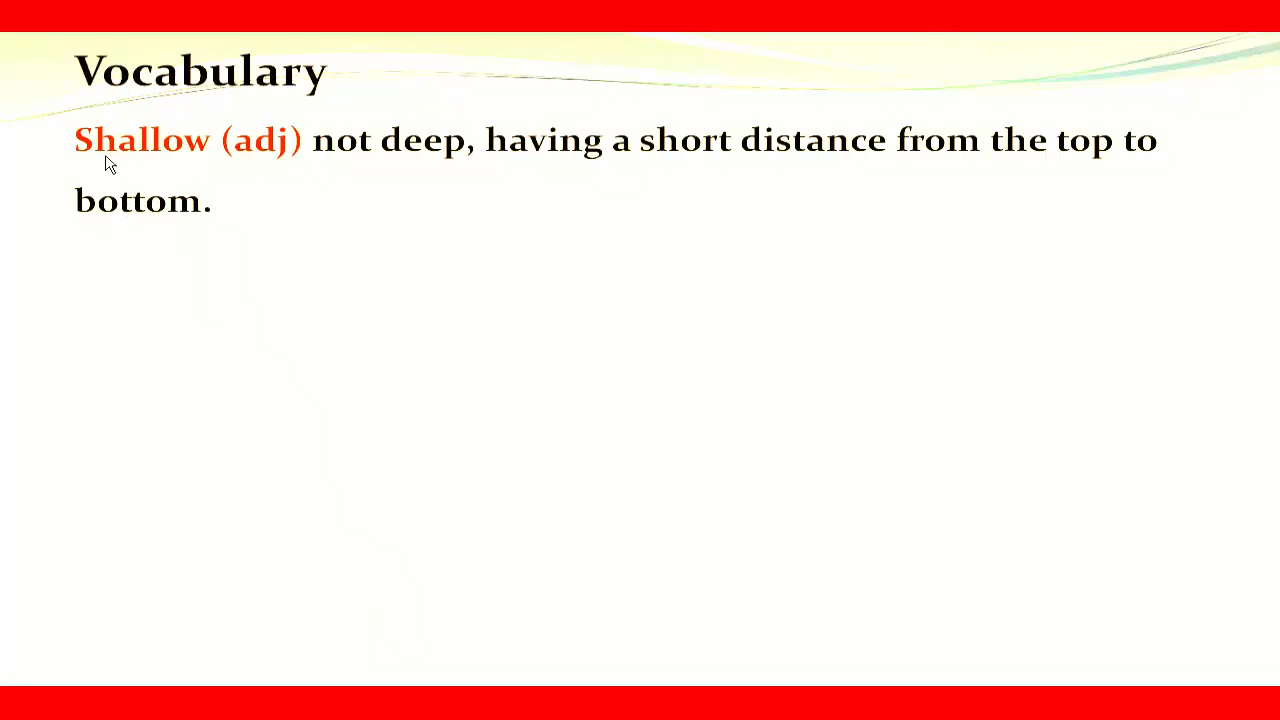 Vocabulary
Shallow (adj) not deep, having a short distance from the top to
bottom.